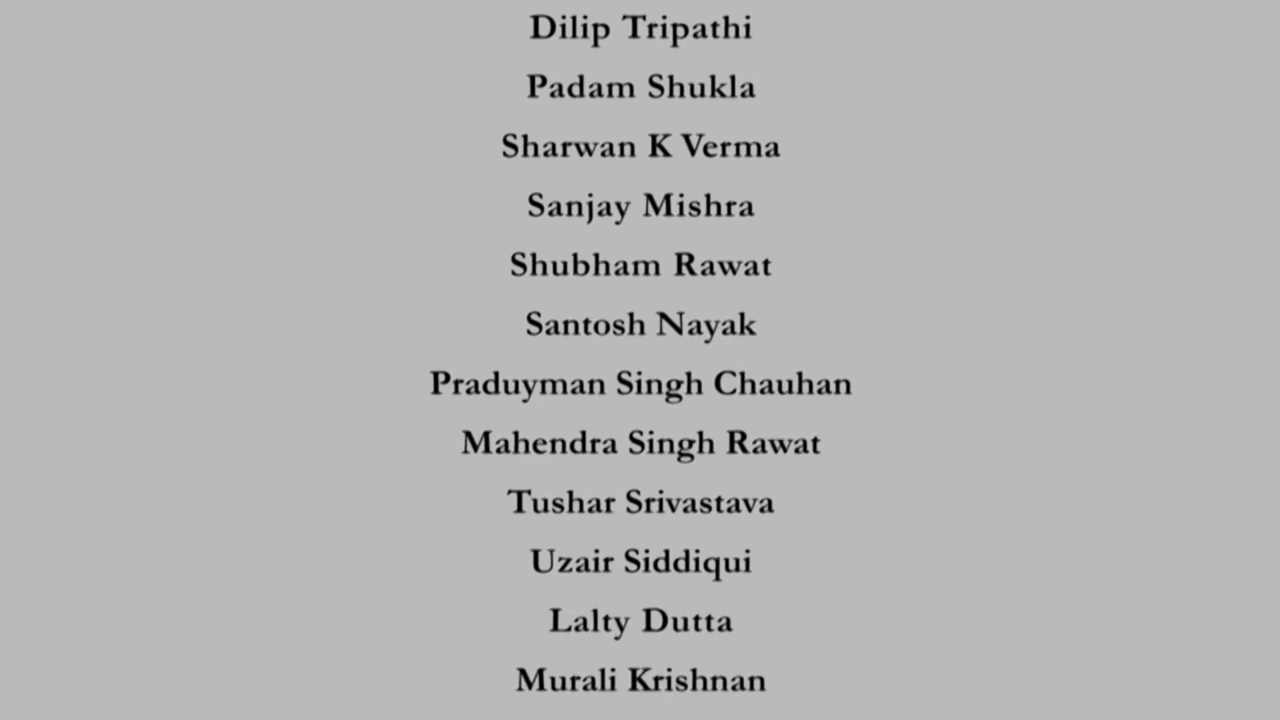 Dilip Tripathi
Padam Shukla
Sharwan K Verma
Sanjay Mishra
Shubham Rawat
Santosh Nayak
Praduyman Singh Chauhan
Mahendra Singh Rawat
Tushar Srivastava
Uzair Siddiqui
Lalty Dutta
Murali Krishnan